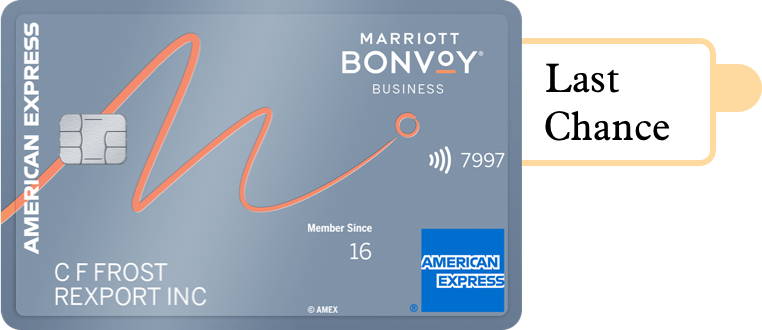 AMERICAN EXPRESS
MARRIOTT
BONVOY®
BUSINESS
7997
Member Since
16
C F FROST
REXPORT INC
AMERICAN
EXPRESS
®
© AMEX
Last
Chance